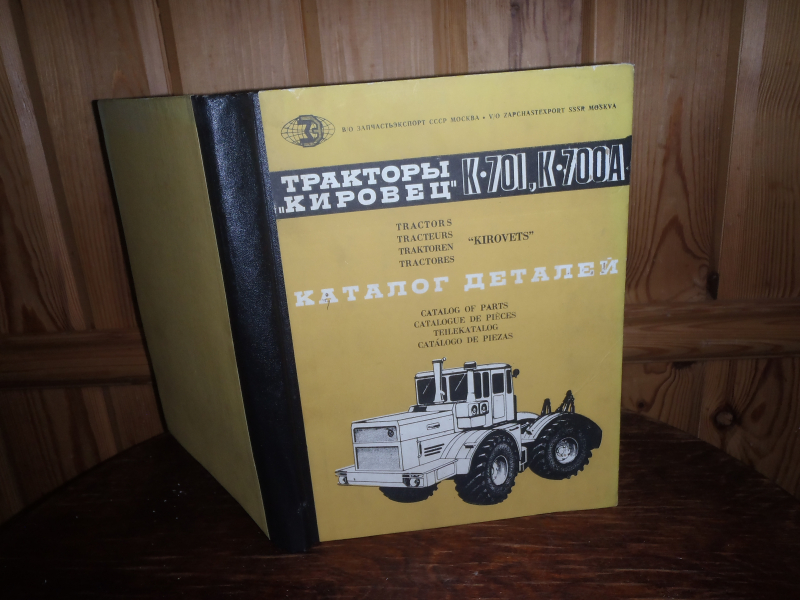 В/О ЗАПЧАСТЬЭКСПОРТ СССР МОСКВА • V/O ZAPCHASTEXPORT SSSR MOSKVA
ТРАКТОРЫ
„КИРОВЕЦ" К·701, К·700А
TRACTORS
TRACTEURS
TRAKTOREN
TRACTORES
"KIROVETS"
КАТАЛОГ ДЕТАЛЕЙ
CATALOG OF PARTS
CATALOGUE DE PIÈCES
TEILEKATALOG
CATÁLOGO DE PIEZAS